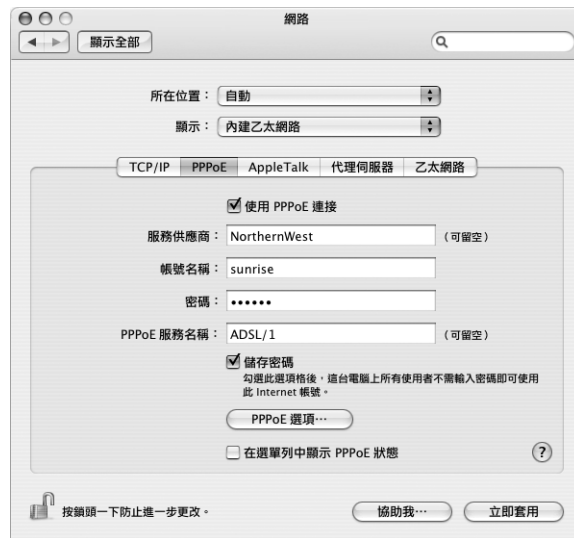 網路
顯示全部
所在位置： 自動
顯示： 內建乙太網路
TCP/IP PPPoE AppleTalk 代理伺服器 乙太網路
使用 PPPoE 連接
服務供應商： NorthernWest （可留空）
帳號名稱： sunrise
密碼： ••••••
PPPoE 服務名稱： ADSL/1 （可留空）
儲存密碼
勾選此選項格後，這台電腦上所有使用者不需輸入密碼即可使用
此 Internet 帳號。
PPPoE 選項⋯
在選單列中顯示 PPPoE 狀態
?
按鎖頭一下防止進一步更改。
協助我⋯ 立即套用